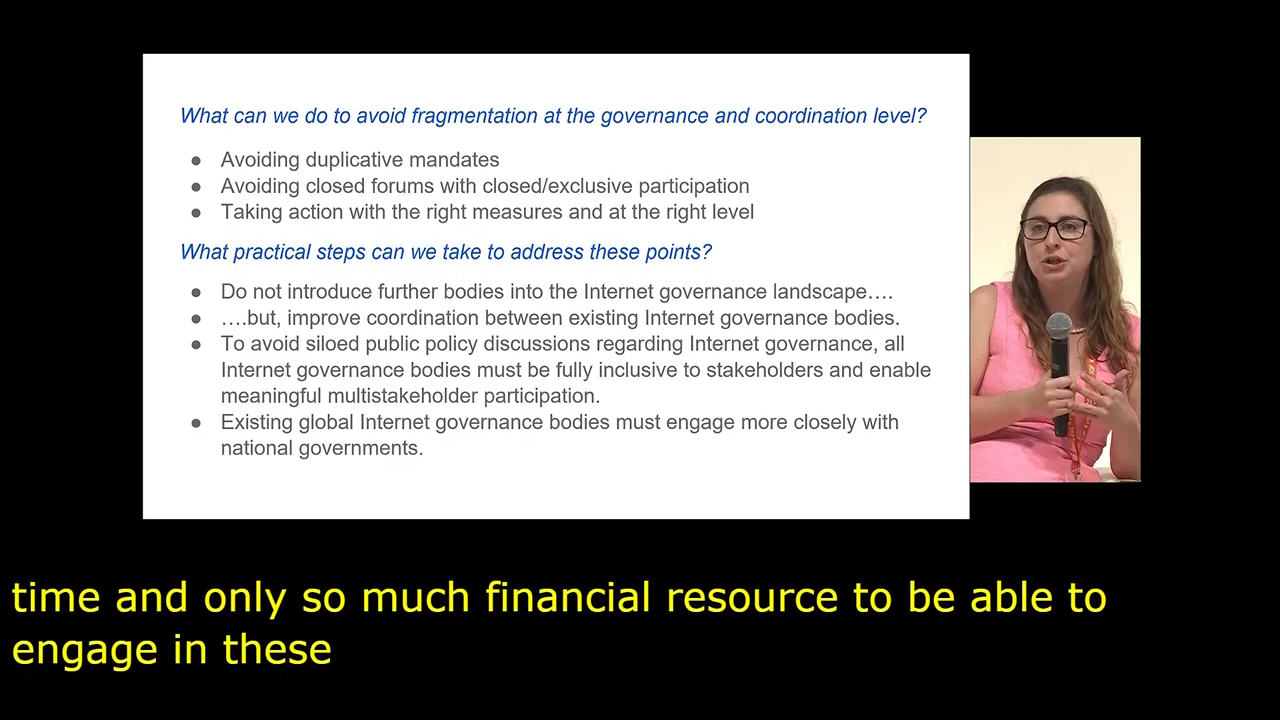 What can we do to avoid fragmentation at the governance and coordination level?
● Avoiding duplicative mandates
● Avoiding closed forums with closed/exclusive participation
● Taking action with the right measures and at the right level
What practical steps can we take to address these points?
● Do not introduce further bodies into the Internet governance landscape….
● ….but, improve coordination between existing Internet governance bodies.
● To avoid siloed public policy discussions regarding Internet governance, all
Internet governance bodies must be fully inclusive to stakeholders and enable
meaningful multistakeholder participation.
● Existing global Internet governance bodies must engage more closely with
national governments.
time and only so much financial resource to be able to
engage in these